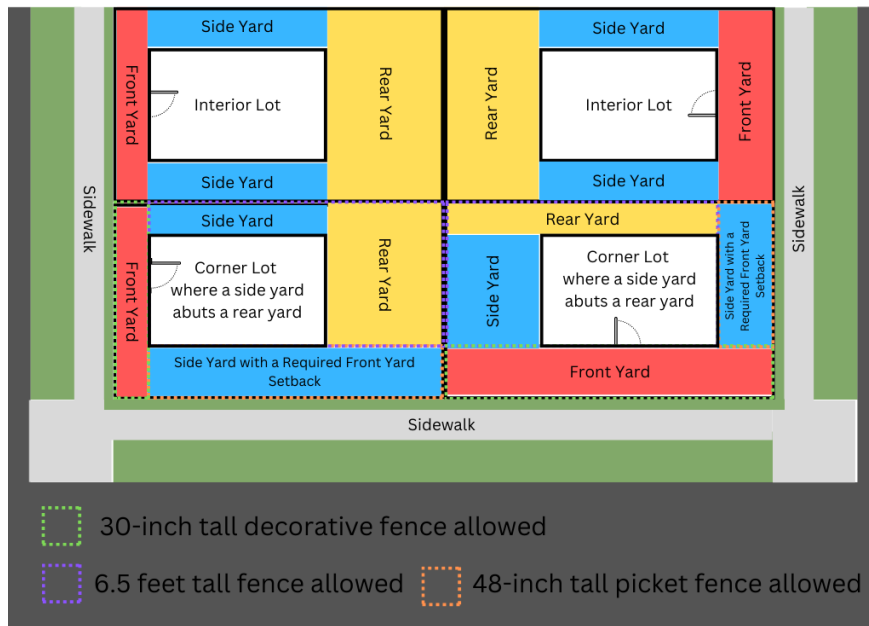 Side Yard
Side Yard
Front Yard
Interior Lot
Rear Yard
Rear Yard
Interior Lot
Front Yard
Side Yard
Side Yard
Sidewalk
Sidewalk
Side Yard
Rear Yard
Front Yard
Corner Lot
where a side yard
abuts a rear yard
Rear Yard
Side Yard
Corner Lot
where a side yard
abuts a rear yard
Side Yard with a
Required Front Yard
Setback
Side Yard with a Required Front Yard
Setback
Front Yard
Sidewalk
30-inch tall decorative fence allowed
6.5 feet tall fence allowed
48-inch tall picket fence allowed